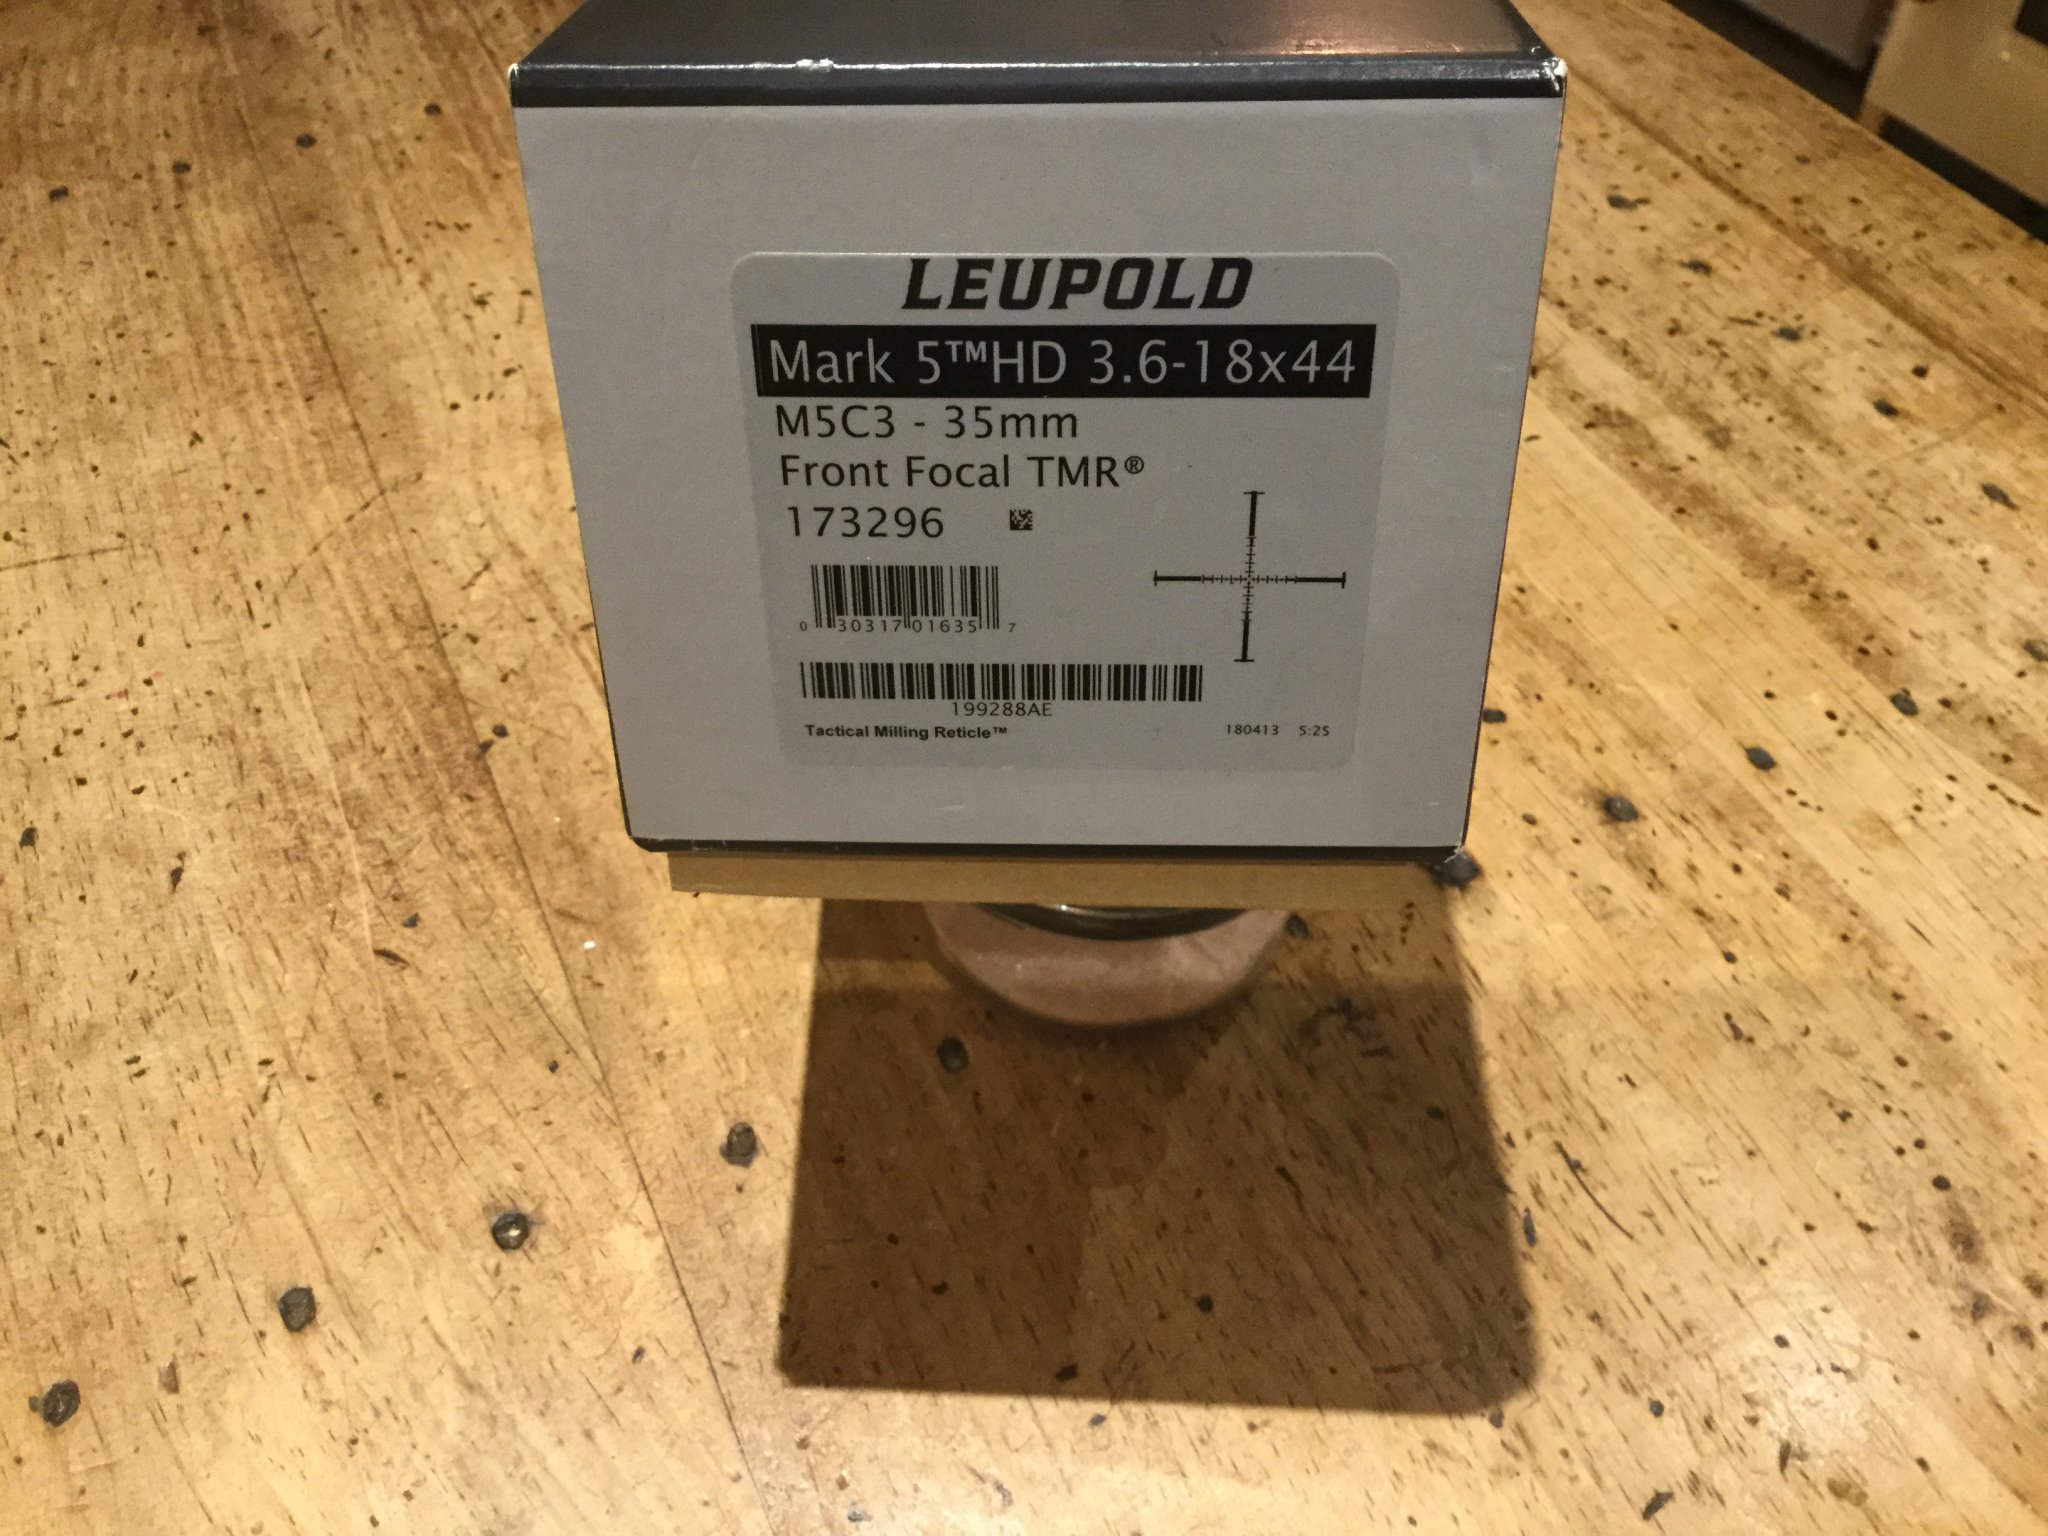 LEUPOLD
Mark 5™HD 3.6-18x44
M5C3 - 35mm
Front Focal TMR®
173296
0 30317 01635 7
199288AE
Tactical Milling Reticle™ 180413 5:25